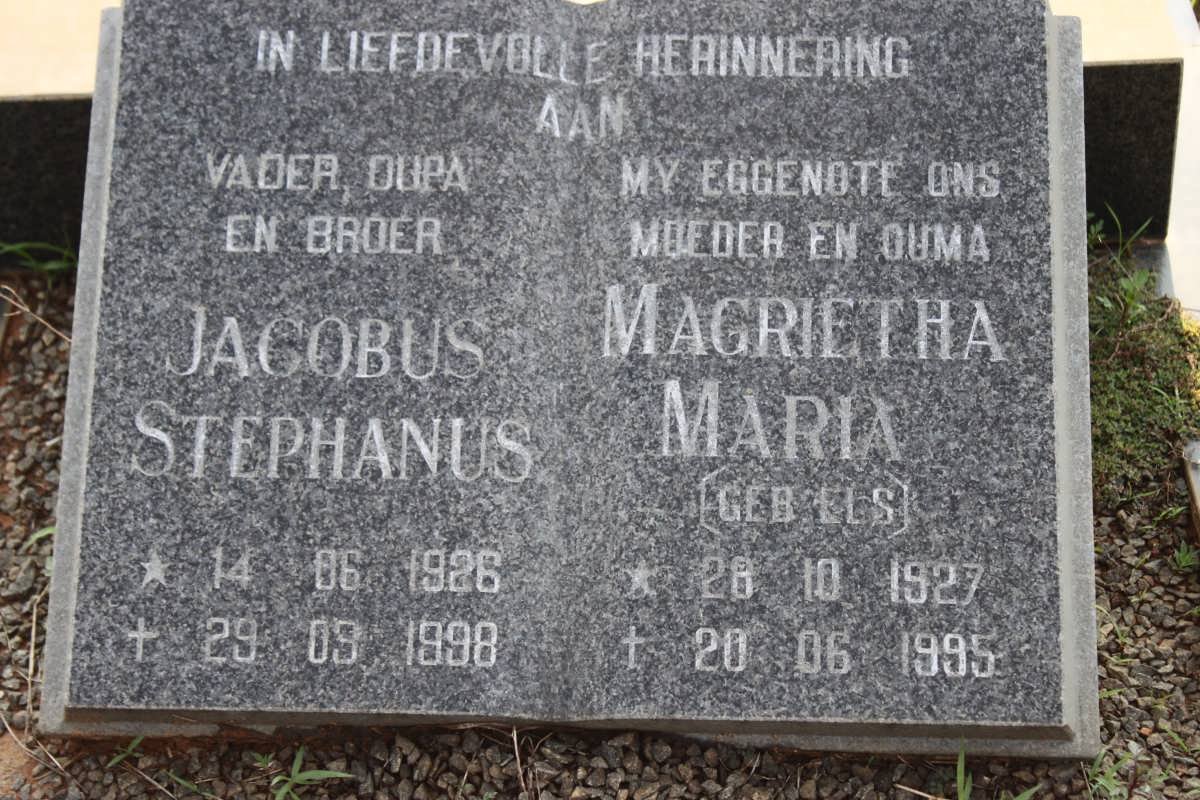 IN LIEFDEVOLLE HERINNERING
AAN
VADER, OUPA
EN BROER
JACOBUS
STEPHANUS
★ 14 06 1926
† 29 03 1998
MY EGGENOTE ONS
MOEDER EN OUMA
MAGRIETHA
MARIA
(GEB ELS)
★ 28 10 1927
† 20 06 1995